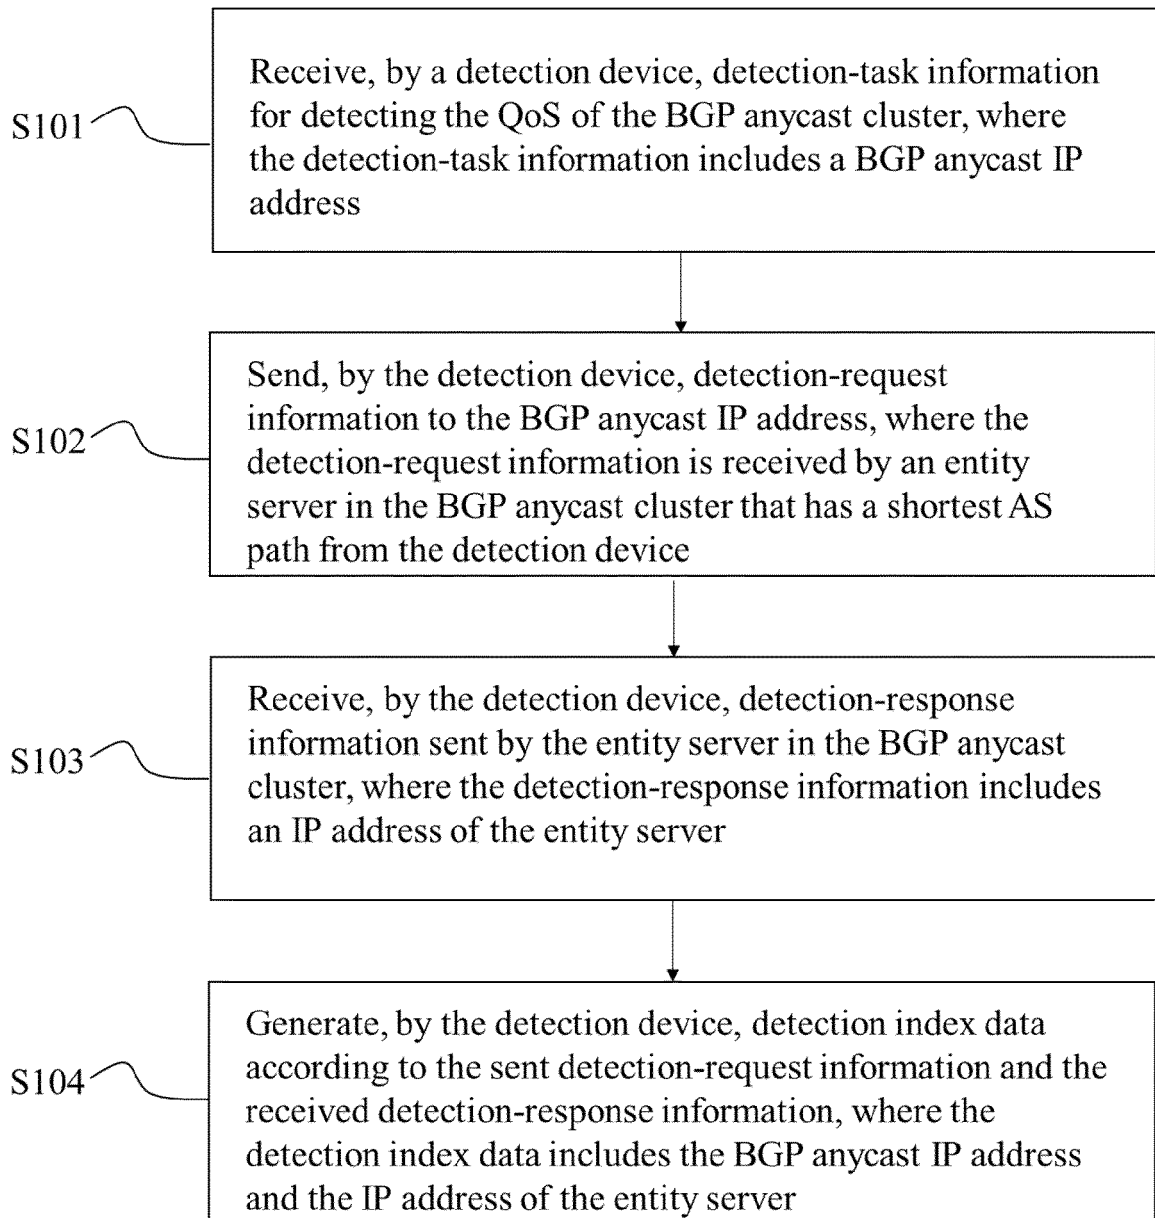 S101
Receive, by a detection device, detection-task information
for detecting the QoS of the BGP anycast cluster, where
the detection-task information includes a BGP anycast IP
address
S102
Send, by the detection device, detection-request
information to the BGP anycast IP address, where the
detection-request information is received by an entity
server in the BGP anycast cluster that has a shortest AS
path from the detection device
S103
Receive, by the detection device, detection-response
information sent by the entity server in the BGP anycast
cluster, where the detection-response information includes
an IP address of the entity server
S104
Generate, by the detection device, detection index data
according to the sent detection-request information and the
received detection-response information, where the
detection index data includes the BGP anycast IP address
and the IP address of the entity server